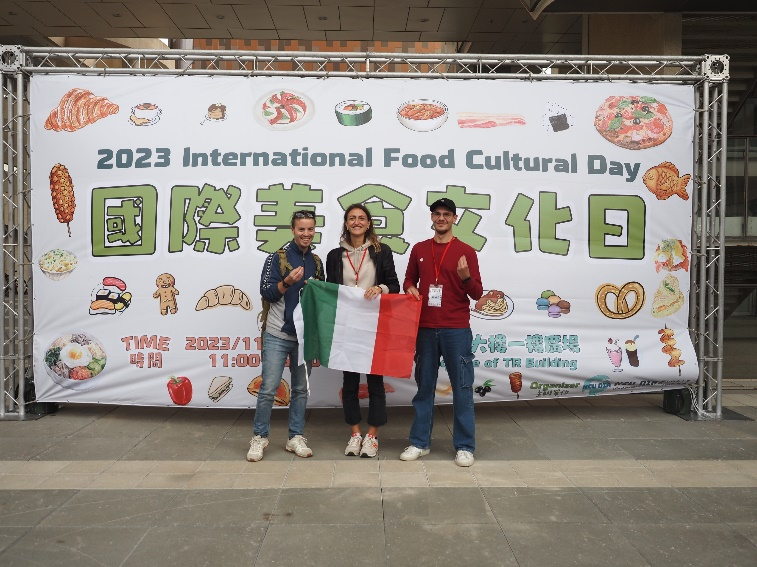 2023 International Food Cultural Day
國際美食文化日
TIME 2023/11
時間 11:00
大樓一樓廣場
of TR Building
Organizer